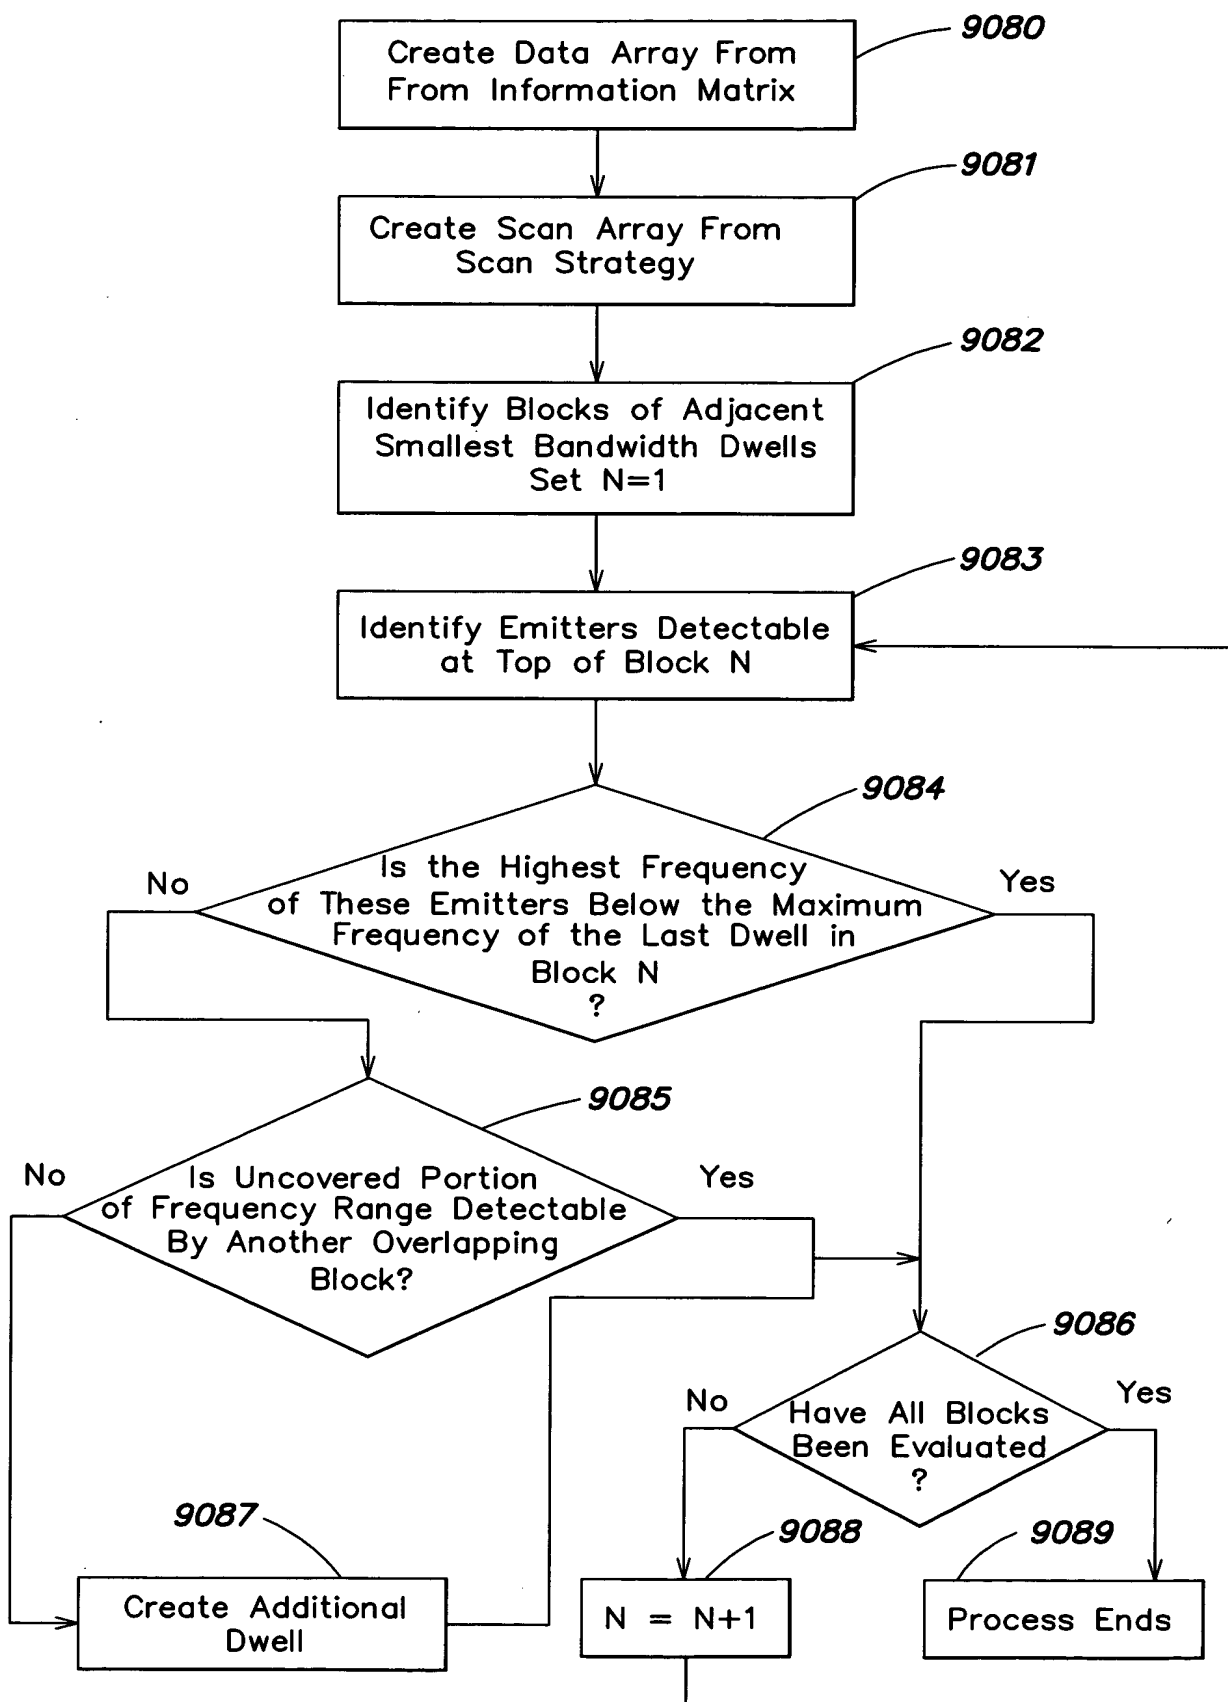 9080
Create Data Array From
From Information Matrix
9081
Create Scan Array From
Scan Strategy
9082
Identify Blocks of Adjacent
Smallest Bandwidth Dwells
Set N=1
9083
Identify Emitters Detectable
at Top of Block N
9084
No
Is the Highest Frequency
of These Emitters Below the Maximum
Frequency of the Last Dwell in
Block N
?
Yes
9085
No
Is Uncovered Portion
of Frequency Range Detectable
By Another Overlapping
Block?
Yes
9086
No
Have All Blocks
Been Evaluated
?
Yes
9087
Create Additional
Dwell
9088
N = N+1
9089
Process Ends